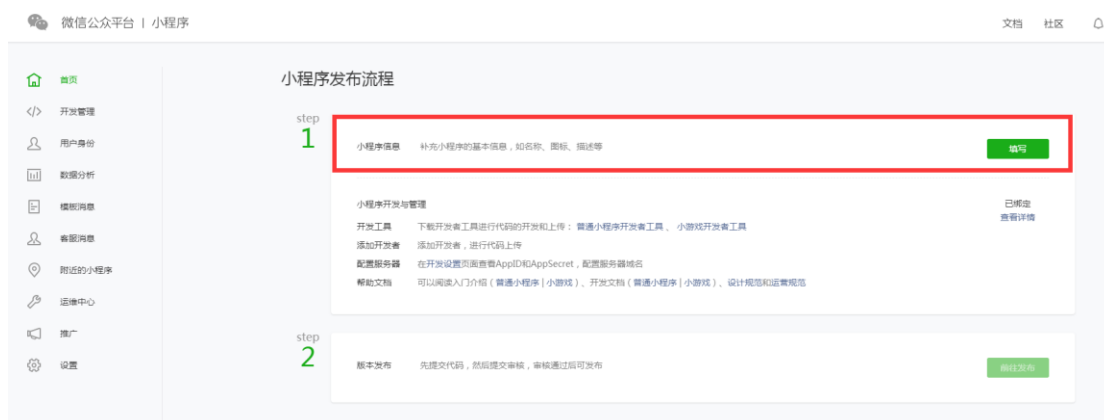 微信公众平台 | 小程序
文档 社区
首页
开发管理
用户身份
数据分析
模板消息
客服消息
附近的小程序
运维中心
推广
设置
小程序发布流程
step
1
小程序信息 补充小程序的基本信息，如名称、图标、描述等 填写
小程序开发与管理 已绑定
查看详情
开发工具 下载开发者工具进行代码的开发和上传：普通小程序开发者工具、小游戏开发者工具
添加开发者 添加开发者，进行代码上传
配置服务器 在开发设置页面查看AppID和AppSecret，配置服务器域名
帮助文档 可以阅读入门介绍（普通小程序 | 小游戏）、开发文档（普通小程序 | 小游戏）、设计规范和运营规范
step
2
版本发布 先提交代码，然后提交审核，审核通过后可发布 前往发布